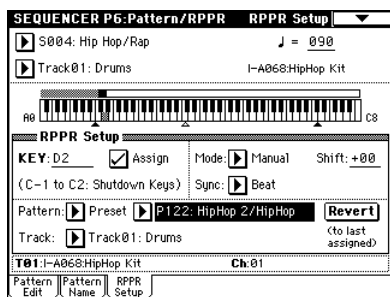 SEQUENCER P6:Pattern/RPPR RPPR Setup
S004: Hip Hop/Rap ♩ = 090
Track01: Drums I-A068:HipHop Kit
A0 C8
RPPR Setup
KEY: D2 Assign Mode: Manual Shift: +00
(C-1 to C2: Shutdown Keys) Sync: Beat
Pattern: Preset P122: HipHop 2/HipHop Revert
Track: Track01: Drums (to last assigned)
T01:I-A068:HipHop Kit Ch:01
Pattern Edit Pattern Name RPPR Setup